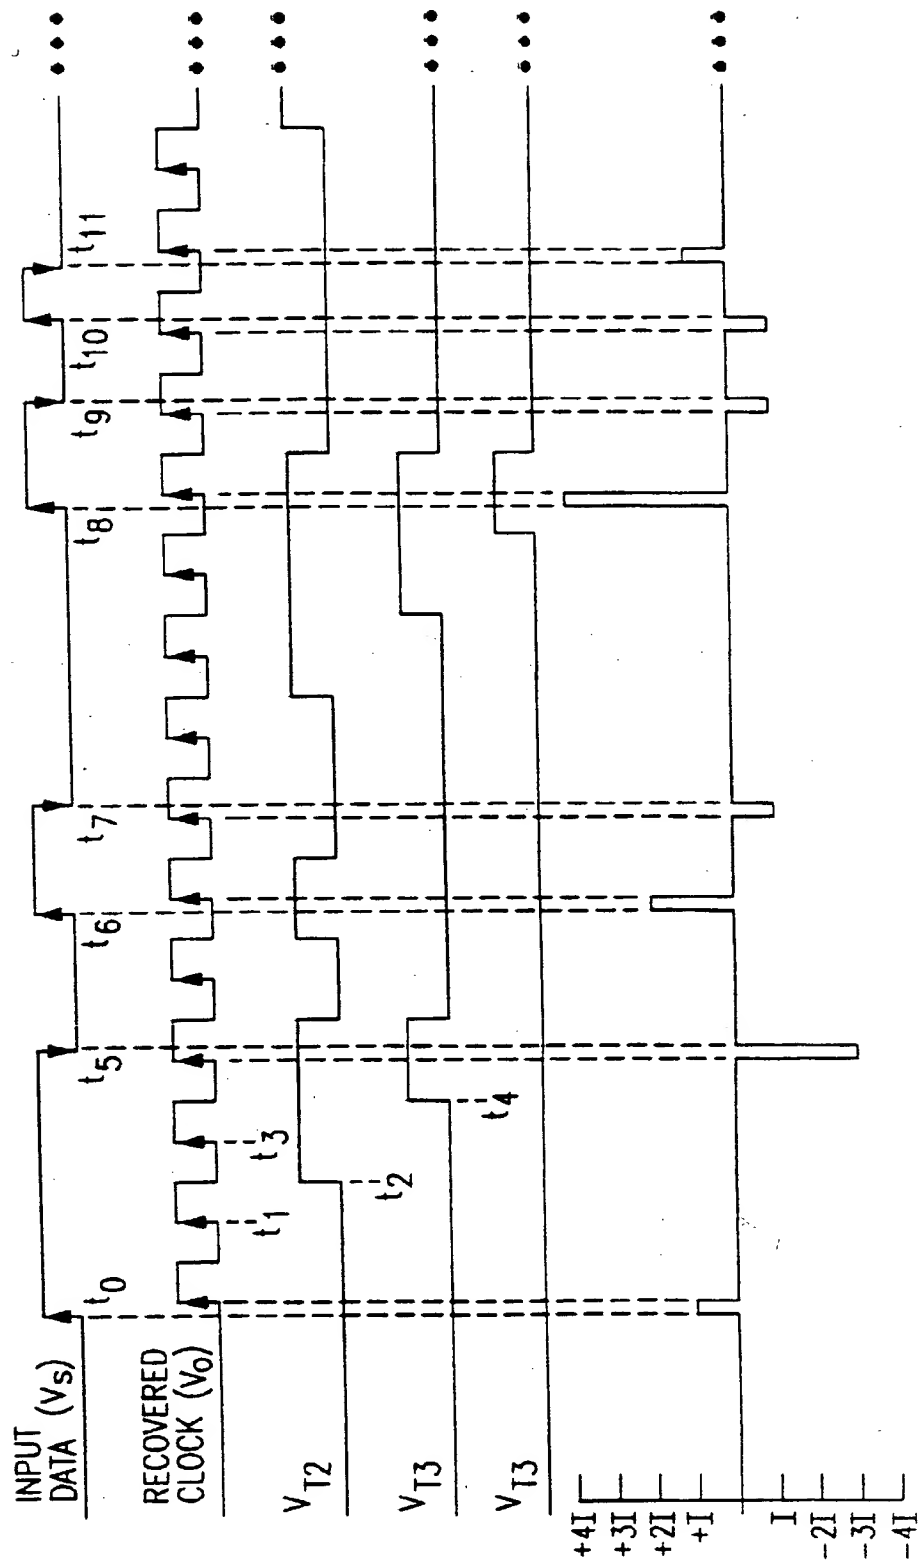 INPUT
DATA (VS)
RECOVERED
CLOCK (VO)
VT2
VT3
VT3
t0
t1
t2
t3
t4
t5
t6
t7
t8
t9
t10
t11
+4I
+3I
+2I
+I
I
-2I
-3I
-4I